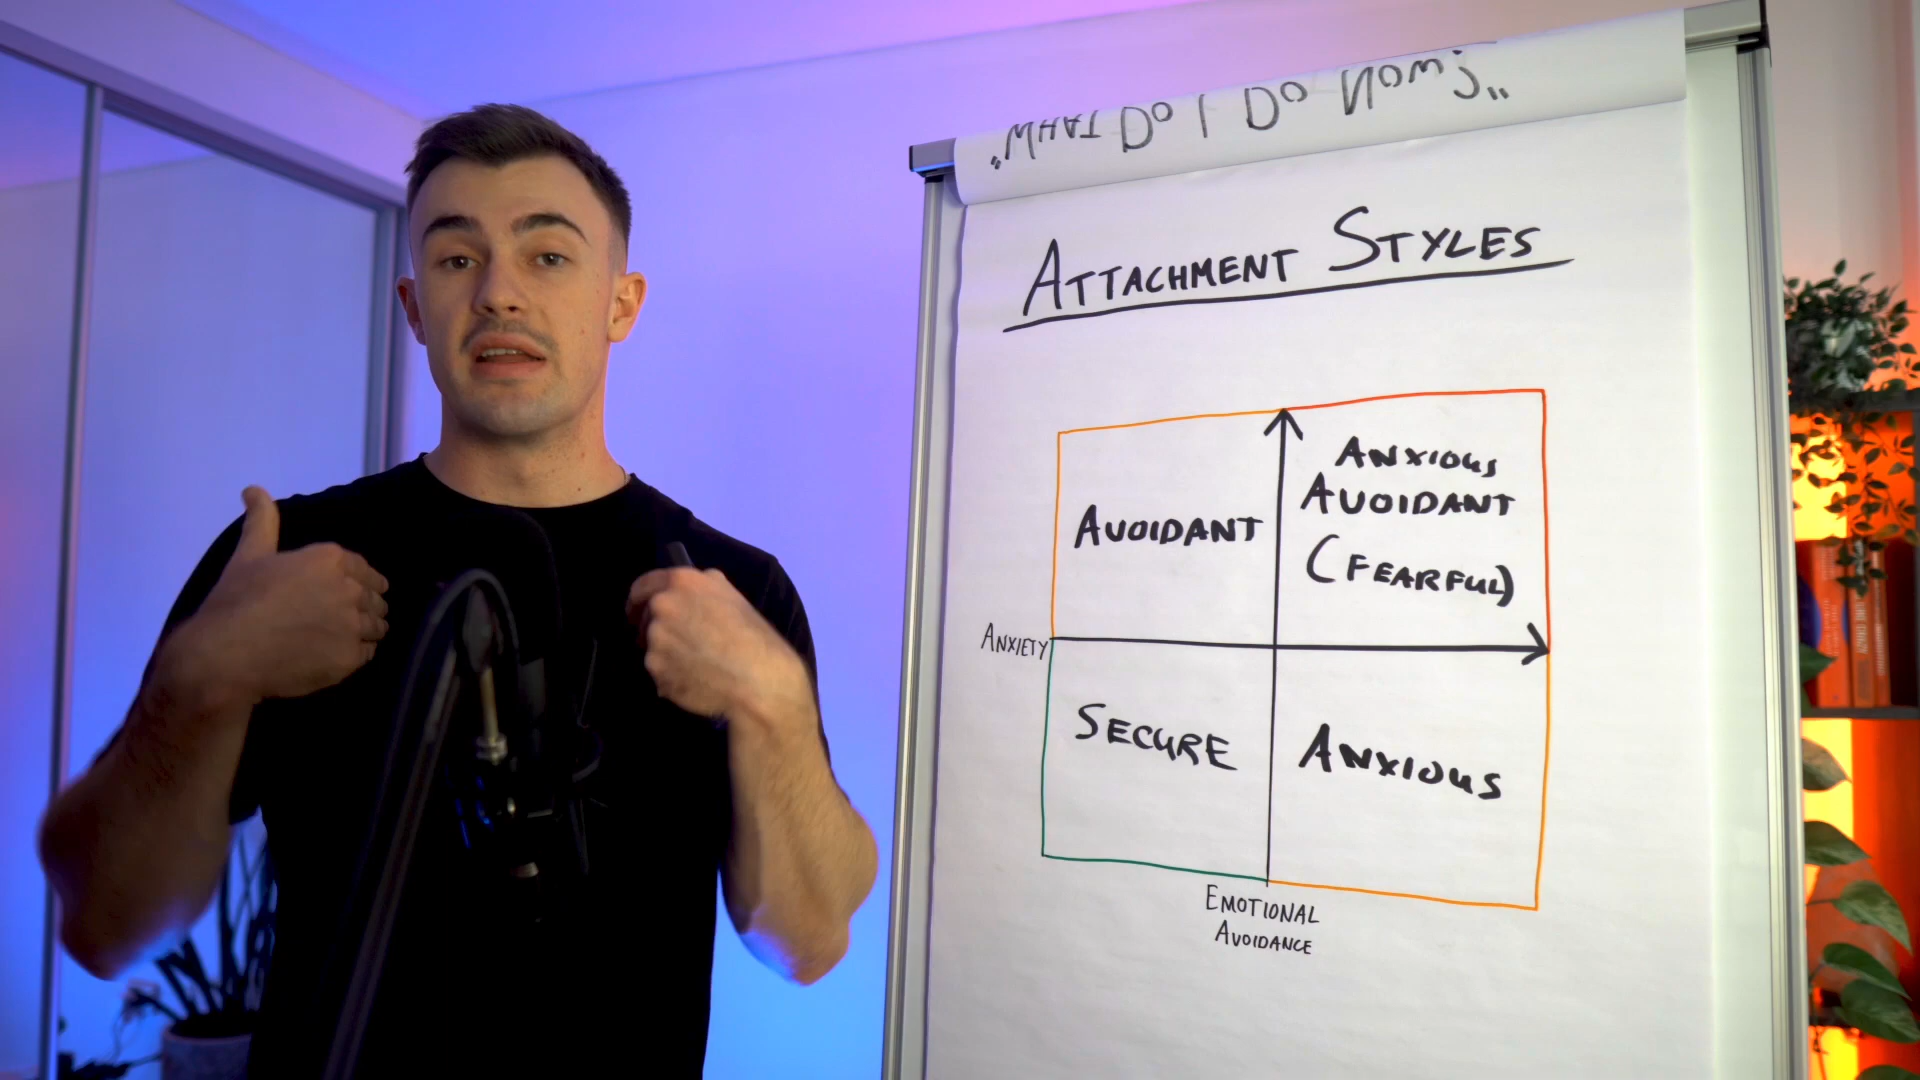 "WHAT DO I DO NOW?"
ATTACHMENT STYLES
AVOIDANT
ANXIOUS
AVOIDANT
(FEARFUL)
ANXIETY
SECURE
ANXIOUS
EMOTIONAL
AVOIDANCE